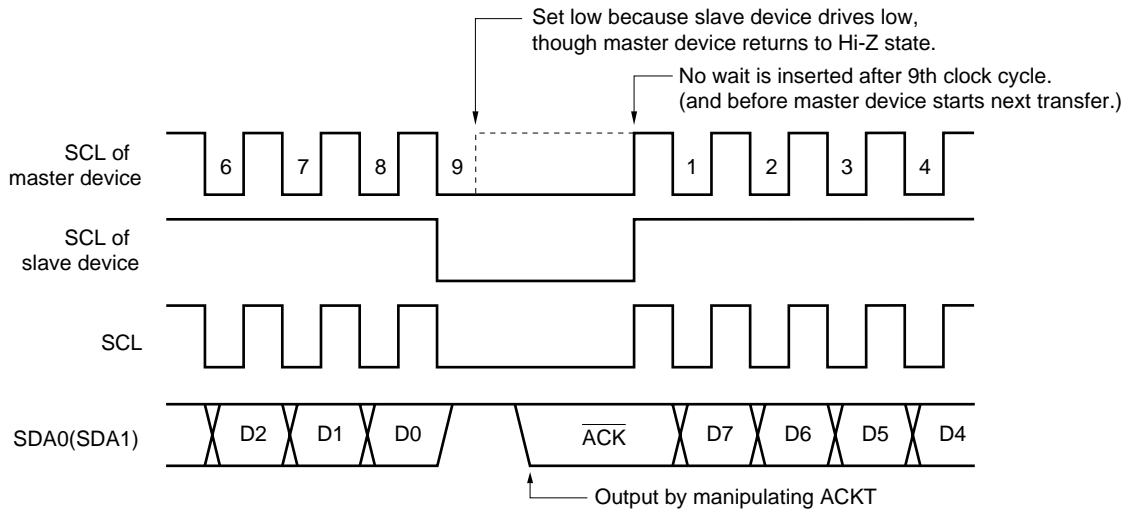 Set low because slave device drives low,
though master device returns to Hi-Z state.
No wait is inserted after 9th clock cycle.
(and before master device starts next transfer.)
SCL of
master device
6 7 8 9 1 2 3 4
SCL of
slave device
SCL
SDA0(SDA1)
D2 D1 D0 ACK D7 D6 D5 D4
Output by manipulating ACKT